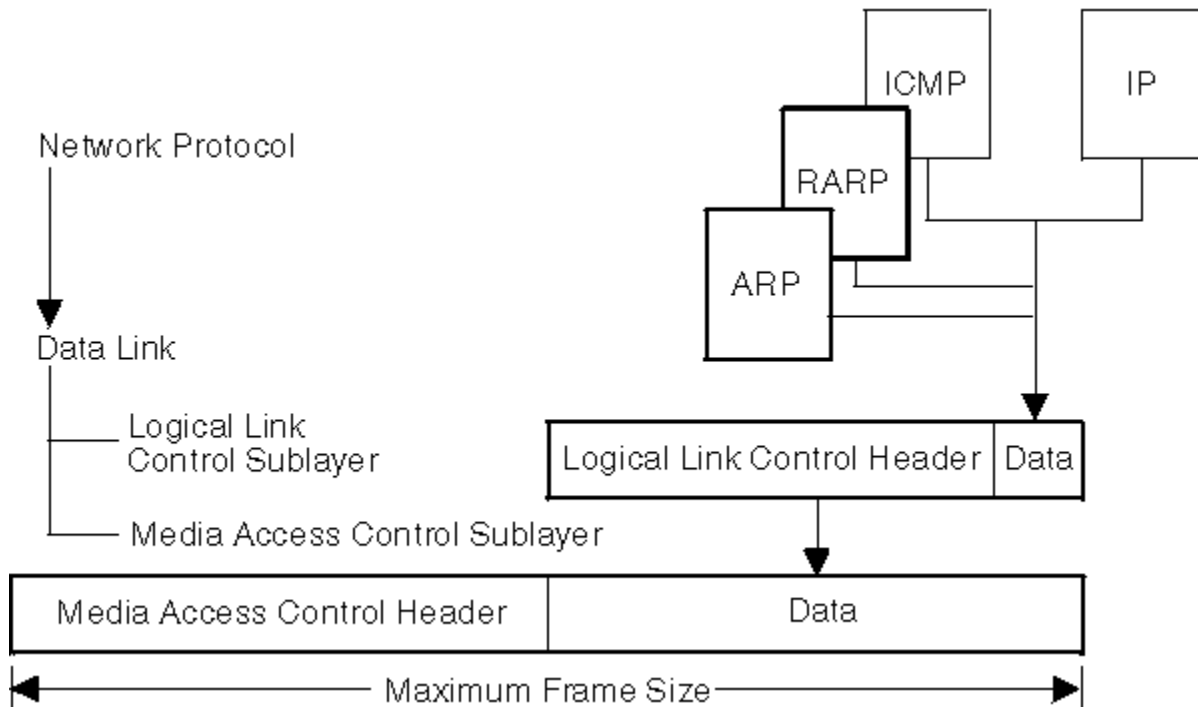 ICMP
IP
Network Protocol
RARP
ARP
Data Link
Logical Link
Control Sublayer
Logical Link Control Header
Data
Media Access Control Sublayer
Media Access Control Header
Data
Maximum Frame Size